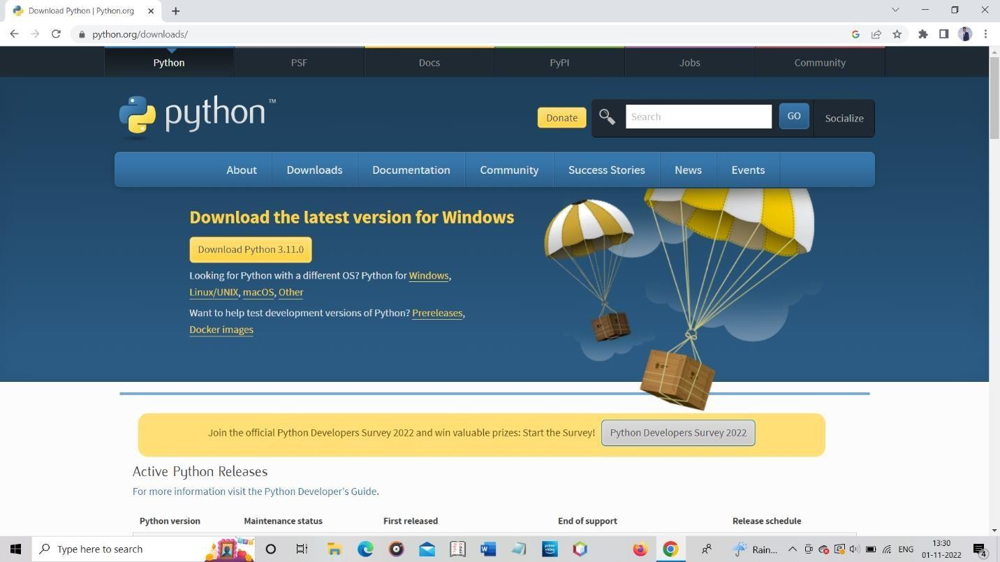 Download Python | Python.org
python.org/downloads/
Python PSF Docs PyPI Jobs Community
python™
Donate Search GO Socialize
About Downloads Documentation Community Success Stories News Events
Download the latest version for Windows
Download Python 3.11.0
Looking for Python with a different OS? Python for Windows,
Linux/UNIX, macOS, Other
Want to help test development versions of Python? Prereleases,
Docker images
Join the official Python Developers Survey 2022 and win valuable prizes: Start the Survey! Python Developers Survey 2022
Active Python Releases
For more information visit the Python Developer's Guide.
Python version Maintenance status First released End of support Release schedule
Type here to search
Rain... ENG
13:30
01-11-2022
4